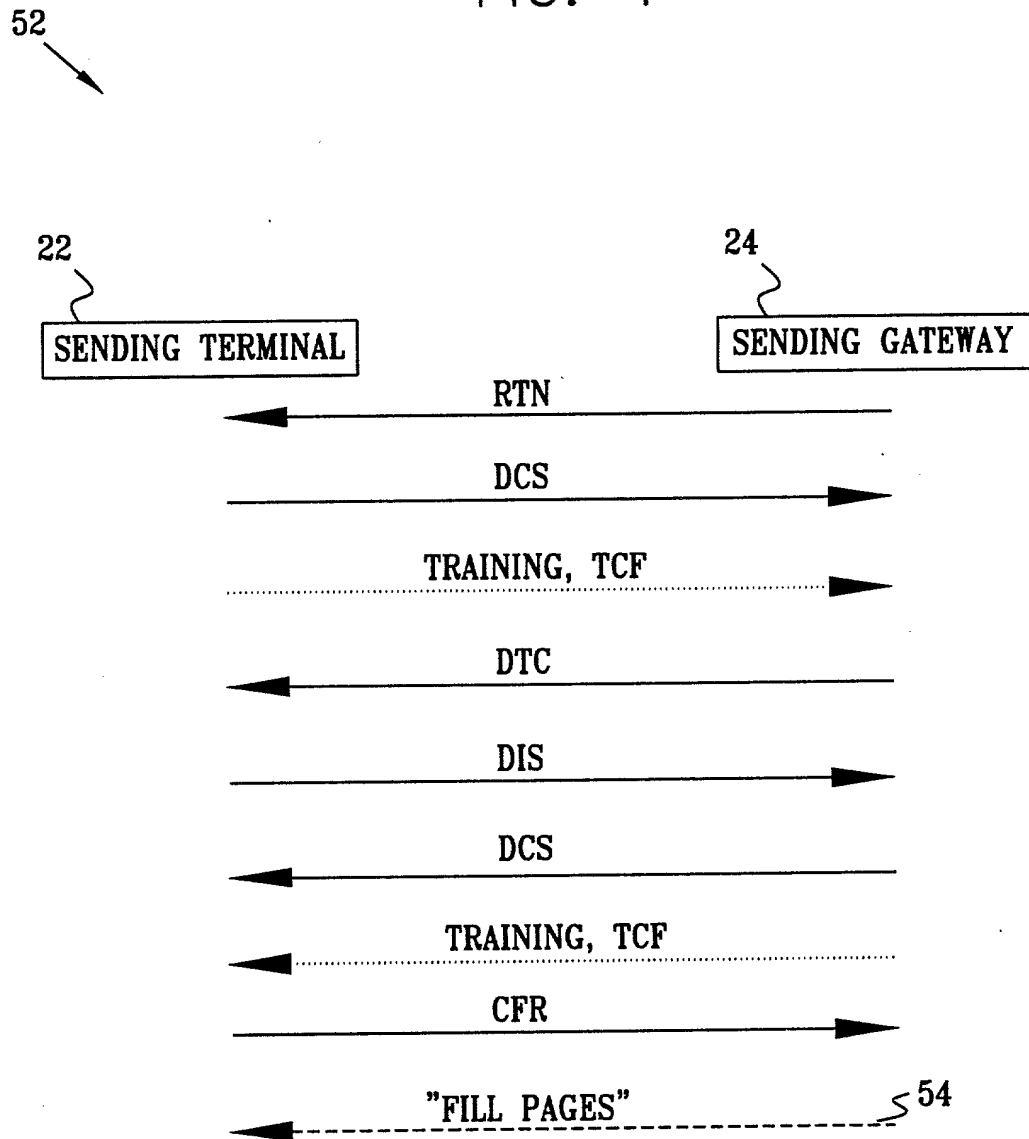 52
22
24
SENDING TERMINAL
SENDING GATEWAY
RTN
DCS
TRAINING, TCF
DTC
DIS
DCS
TRAINING, TCF
CFR
"FILL PAGES"
54